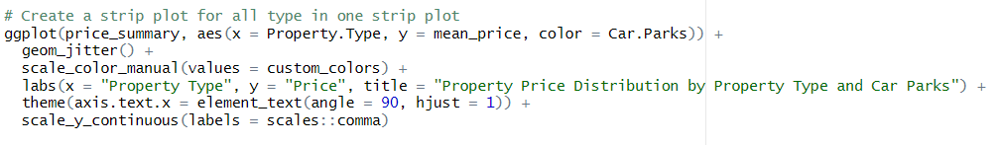 # Create a strip plot for all type in one strip plot
ggplot(price_summary, aes(x = Property.Type, y = mean_price, color = Car.Parks)) +
  geom_jitter() +
  scale_color_manual(values = custom_colors) +
  labs(x = "Property Type", y = "Price", title = "Property Price Distribution by Property Type and Car Parks") +
  theme(axis.text.x = element_text(angle = 90, hjust = 1)) +
  scale_y_continuous(labels = scales::comma)